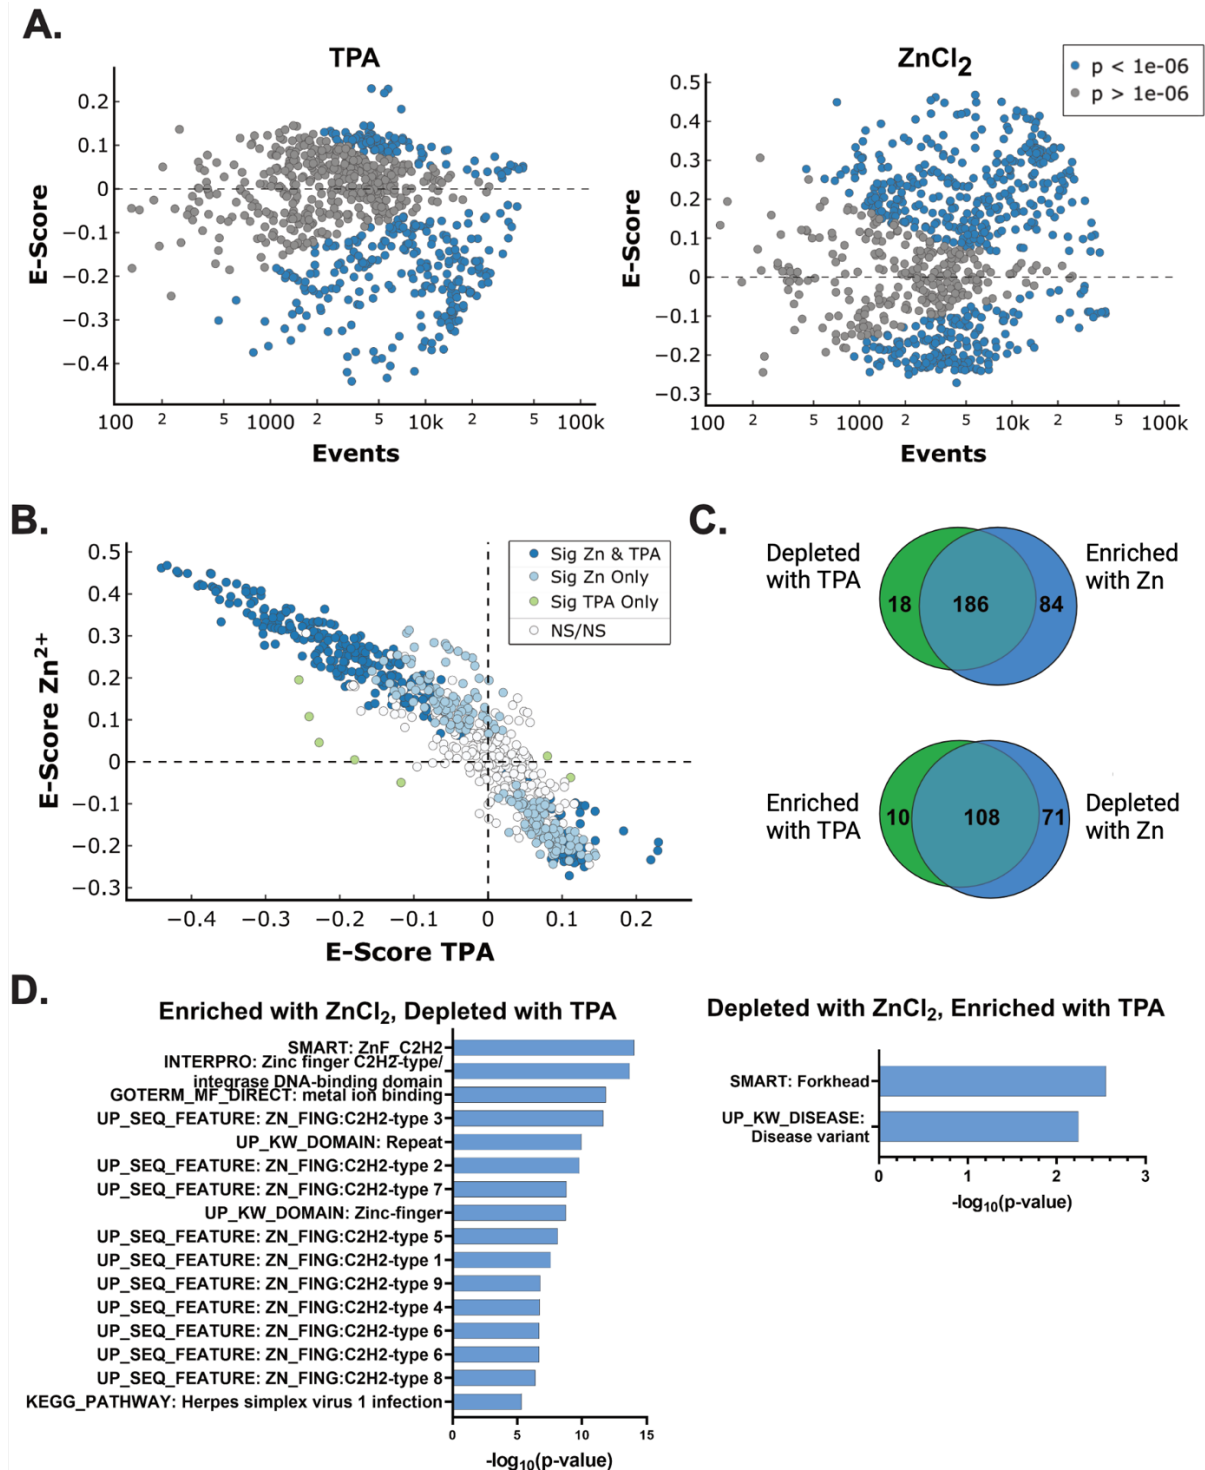 A.
TPA
ZnCl2
p < 1e-06
p > 1e-06
E-Score
0.2
0.1
0
−0.1
−0.2
−0.3
−0.4
100
2
5
1000
2
5
10k
2
5
100k
Events
E-Score
0.5
0.4
0.3
0.2
0.1
0
−0.1
−0.2
−0.3
100
2
5
1000
2
5
10k
2
5
100k
Events
B.
Sig Zn & TPA
Sig Zn Only
Sig TPA Only
NS/NS
E-Score Zn2+
0.5
0.4
0.3
0.2
0.1
0
−0.1
−0.2
−0.3
−0.4
−0.3
−0.2
−0.1
0
0.1
0.2
E-Score TPA
C.
Depleted
with TPA
18
186
84
Enriched
with Zn
Enriched
with TPA
10
108
71
Depleted
with Zn
D.
Enriched with ZnCl2, Depleted with TPA
SMART: ZnF_C2H2
INTERPRO: Zinc finger C2H2-type/
integrase DNA-binding domain
GOTERM_MF_DIRECT: metal ion binding
UP_SEQ_FEATURE: ZN_FING:C2H2-type 3
UP_KW_DOMAIN: Repeat
UP_SEQ_FEATURE: ZN_FING:C2H2-type 2
UP_SEQ_FEATURE: ZN_FING:C2H2-type 7
UP_KW_DOMAIN: Zinc-finger
UP_SEQ_FEATURE: ZN_FING:C2H2-type 5
UP_SEQ_FEATURE: ZN_FING:C2H2-type 1
UP_SEQ_FEATURE: ZN_FING:C2H2-type 9
UP_SEQ_FEATURE: ZN_FING:C2H2-type 4
UP_SEQ_FEATURE: ZN_FING:C2H2-type 6
UP_SEQ_FEATURE: ZN_FING:C2H2-type 6
UP_SEQ_FEATURE: ZN_FING:C2H2-type 8
KEGG_PATHWAY: Herpes simplex virus 1 infection
0
5
10
15
-log10(p-value)
Depleted with ZnCl2, Enriched with TPA
SMART: Forkhead
UP_KW_DISEASE:
Disease variant
0
1
2
3
-log10(p-value)